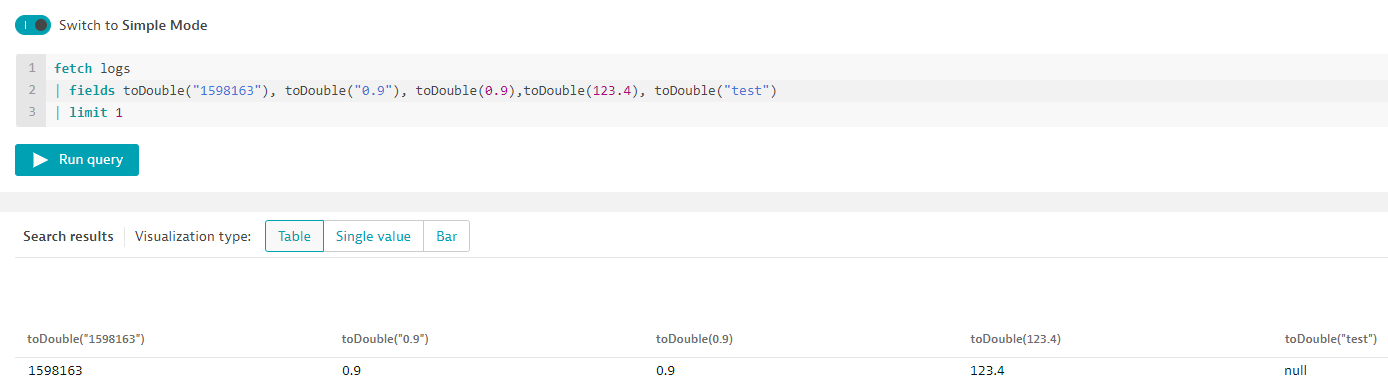 Switch to Simple Mode
1 fetch logs
2 | fields toDouble("1598163"), toDouble("0.9"), toDouble(0.9),toDouble(123.4), toDouble("test")
3 | limit 1
Run query
Search results Visualization type: Table Single value Bar
toDouble("1598163") toDouble("0.9") toDouble(0.9) toDouble(123.4) toDouble("test")
1598163 0.9 0.9 123.4 null